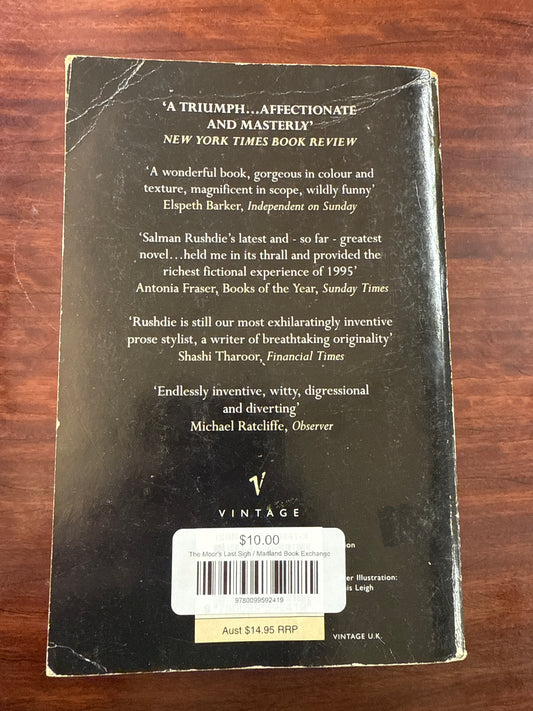 ‘A TRIUMPH...AFFECTIONATE
AND MASTERLY’
NEW YORK TIMES BOOK REVIEW
‘A wonderful book, gorgeous in colour and
texture, magnificent in scope, wildly funny’
Elspeth Barker, Independent on Sunday
‘Salman Rushdie’s latest and - so far - greatest
novel...held me in its thrall and provided the
richest fictional experience of 1995’
Antonia Fraser, Books of the Year, Sunday Times
‘Rushdie is still our most exhilaratingly inventive
prose stylist, a writer of breathtaking originality’
Shashi Tharoor, Financial Times
‘Endlessly inventive, witty, digressional
and diverting’
Michael Ratcliffe, Observer
V
VINTAGE
$10.00
The Moor's Last Sigh / Maitland Book Exchange
9780099592419
Aust $14.95 RRP
Illustration:
Leigh
VINTAGE U.K.